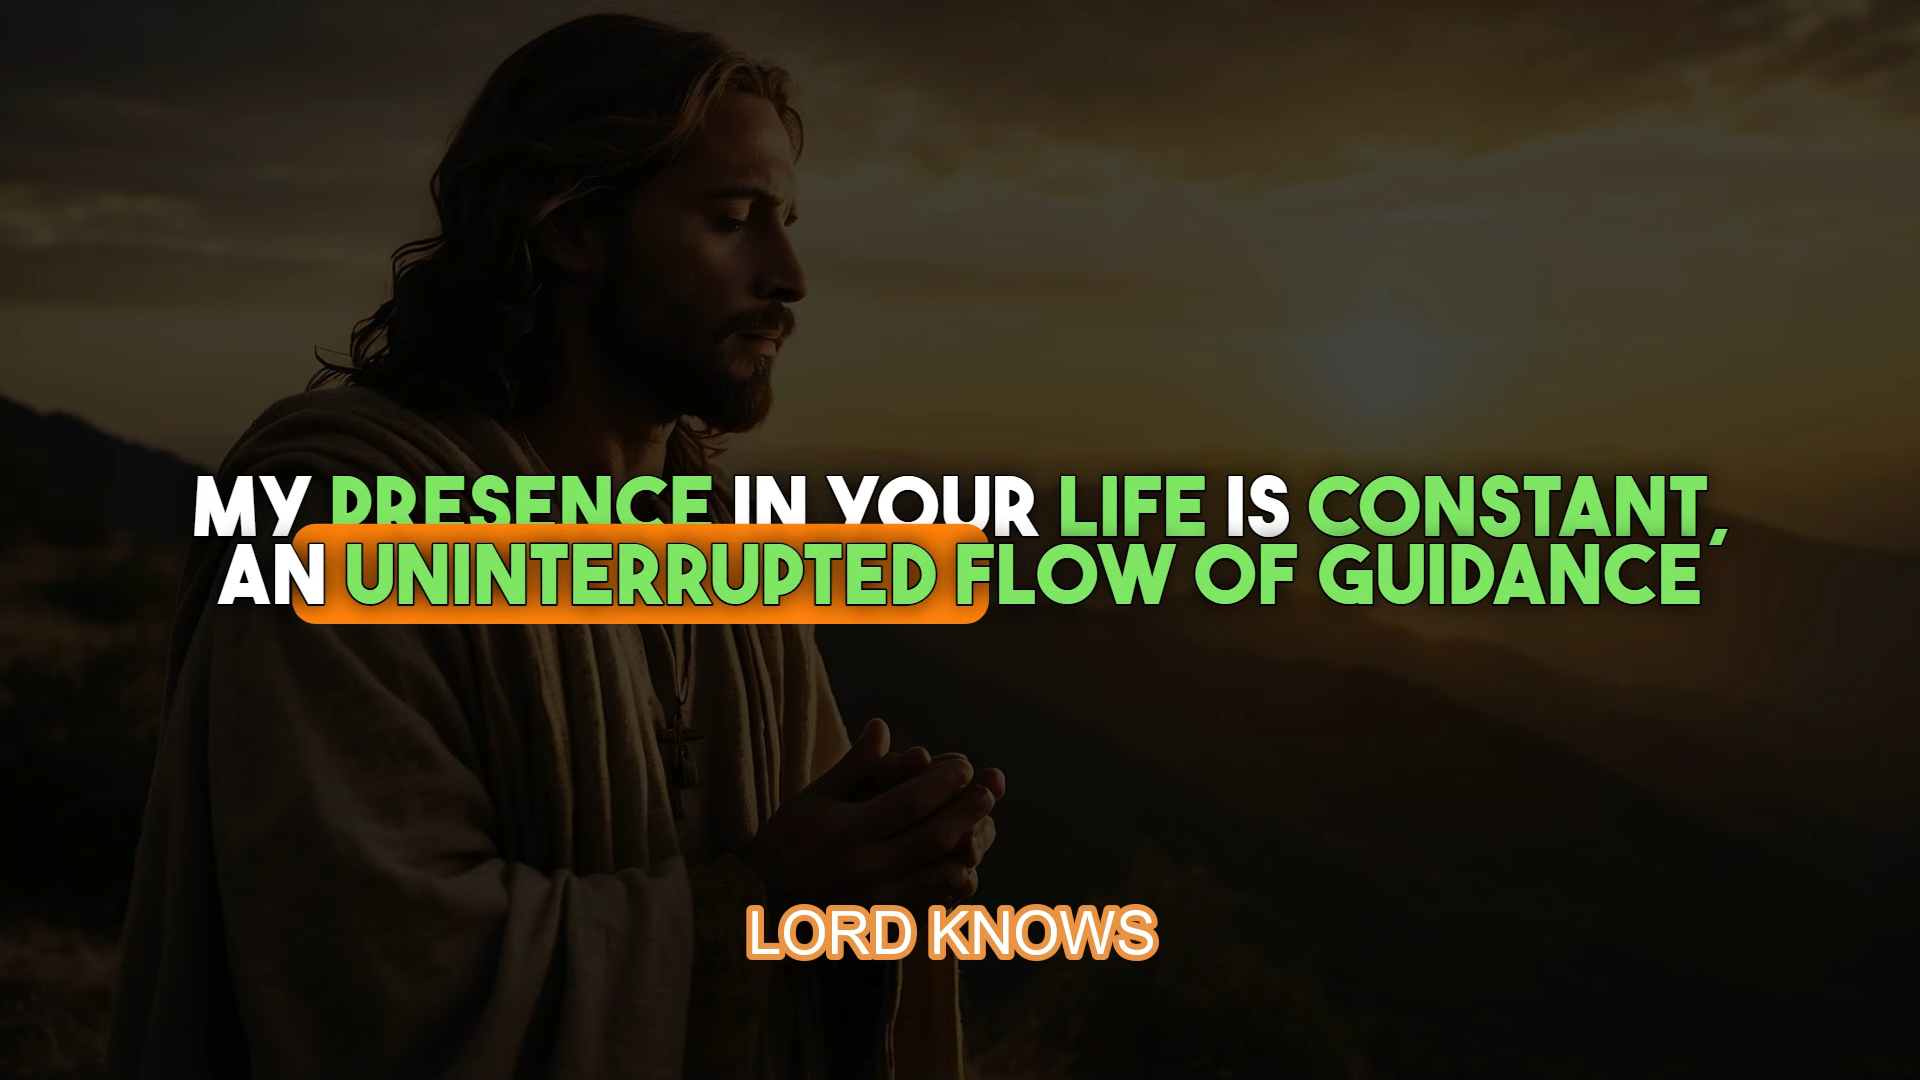 MY PRESENCE IN YOUR LIFE IS CONSTANT,
AN UNINTERRUPTED FLOW OF GUIDANCE
LORD KNOWS